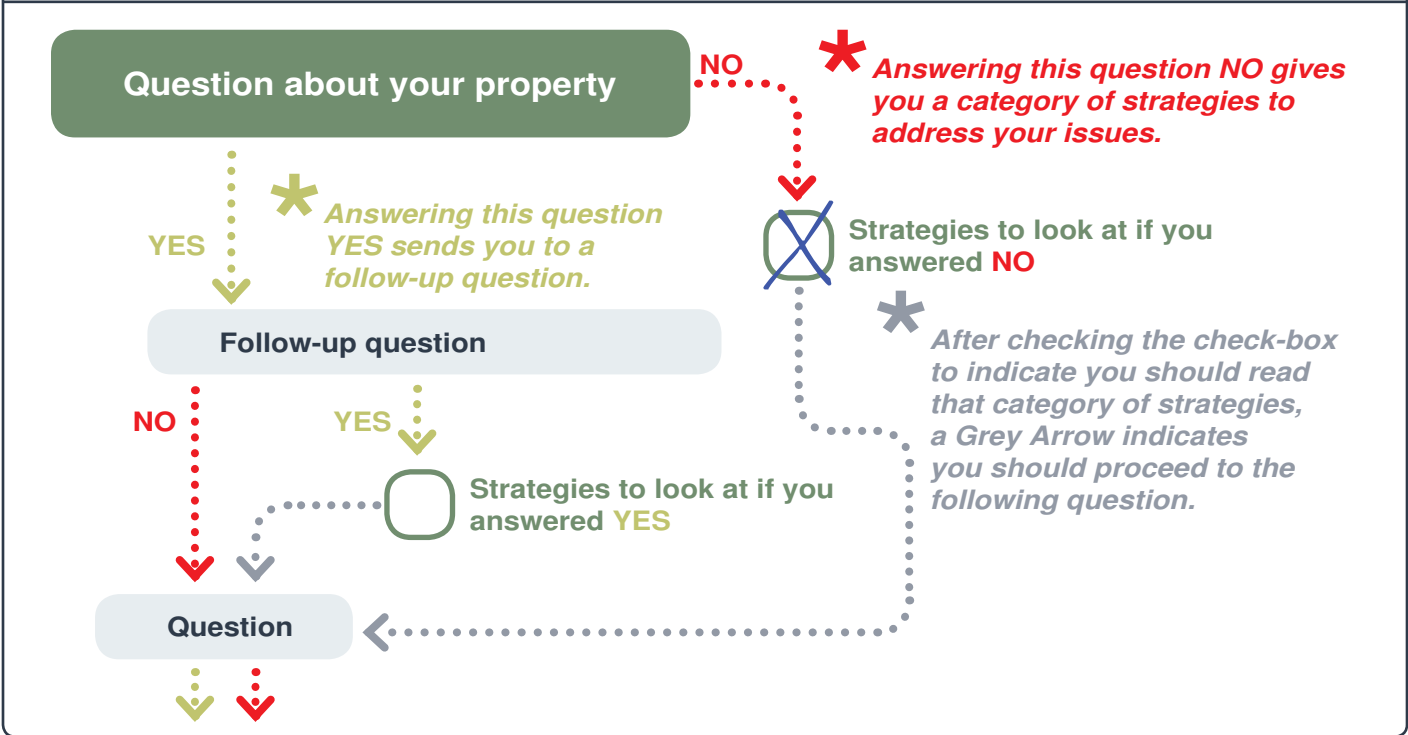 Question about your property
NO
* Answering this question NO gives
you a category of strategies to
address your issues.
YES
* Answering this question
YES sends you to a
follow-up question.
Strategies to look at if you
answered NO
Follow-up question
* After checking the check-box
to indicate you should read
that category of strategies,
a Grey Arrow indicates
you should proceed to the
following question.
NO
YES
Strategies to look at if you
answered YES
Question